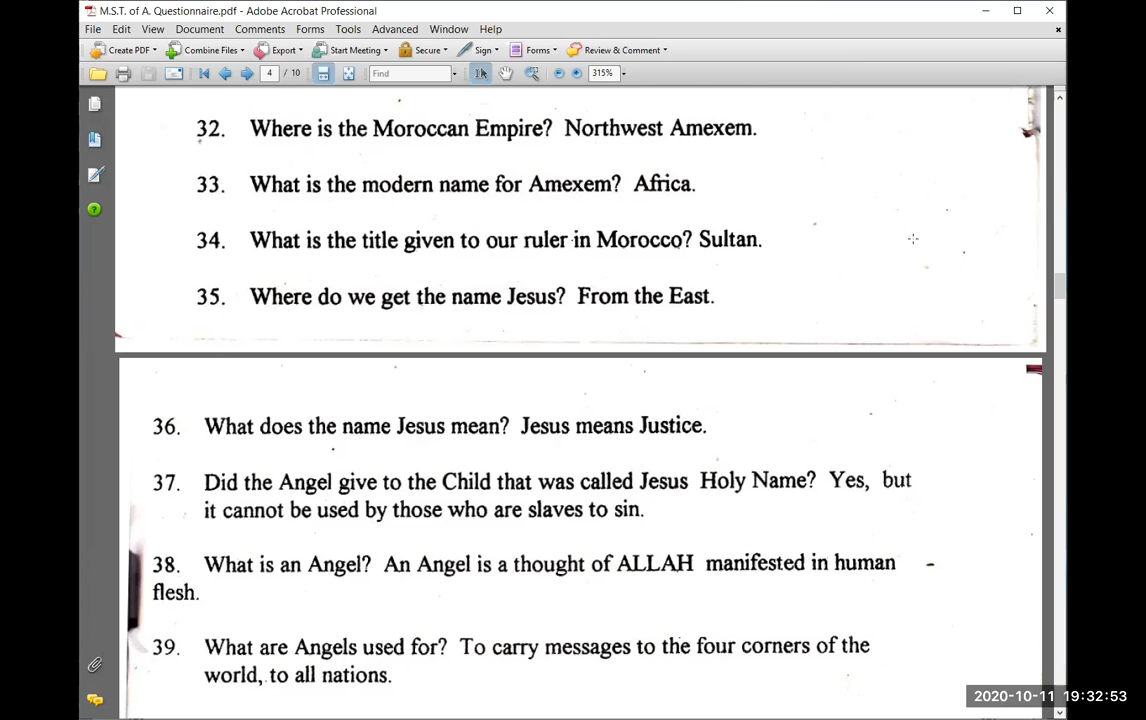 M.S.T. of A. Questionnaire.pdf - Adobe Acrobat Professional
File Edit View Document Comments Forms Tools Advanced Window Help
Create PDF Combine Files Export Start Meeting Secure Sign Forms Review & Comment
4 / 10 Find 315%
32. Where is the Moroccan Empire? Northwest Amexem.
33. What is the modern name for Amexem? Africa.
34. What is the title given to our ruler in Morocco? Sultan.
35. Where do we get the name Jesus? From the East.
36. What does the name Jesus mean? Jesus means Justice.
37. Did the Angel give to the Child that was called Jesus Holy Name? Yes, but
it cannot be used by those who are slaves to sin.
38. What is an Angel? An Angel is a thought of ALLAH manifested in human
flesh.
39. What are Angels used for? To carry messages to the four corners of the
world, to all nations.
2020-10-11 19:32:53